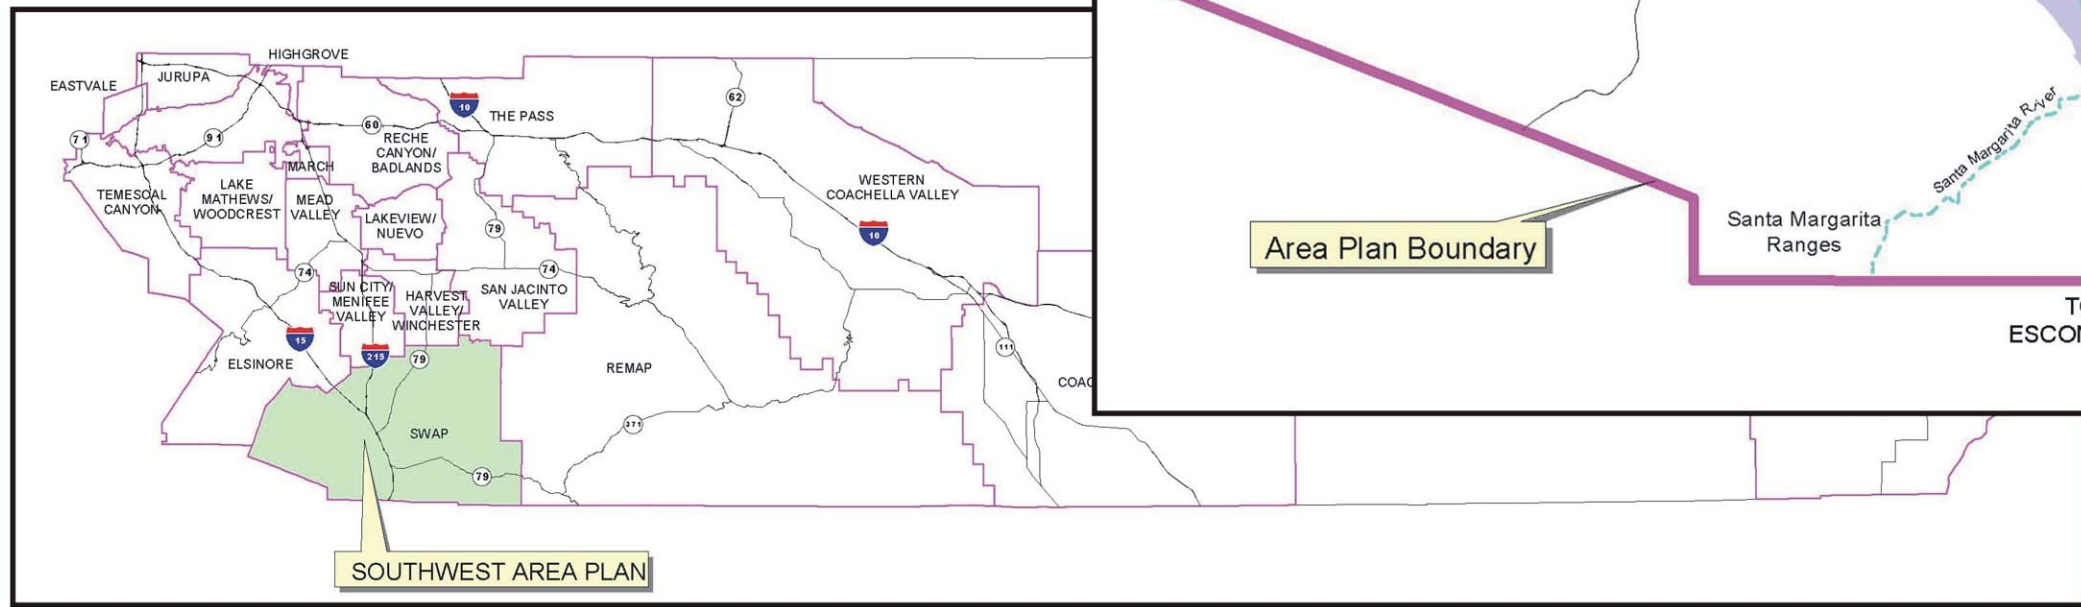 HIGHGROVE
EASTVALE
JURUPA
10
62
THE PASS
71
91
60
RECHE
CANYON/
BADLANDS
MARCH
TEMESCAL
CANYON
LAKE
MATHEWS/
WOODCREST
MEAD
VALLEY
LAKEVIEW/
NUEVO
79
WESTERN
COACHELLA VALLEY
10
74
74
SUN CITY/
MENIFEE
VALLEY
HARVEST
VALLEY/
WINCHESTER
SAN JACINTO
VALLEY
15
215
79
111
ELSINORE
REMAP
COAC
371
SWAP
79
SOUTHWEST AREA PLAN
Santa Margarita River
Santa Margarita
Ranges
Area Plan Boundary
TO
ESCON